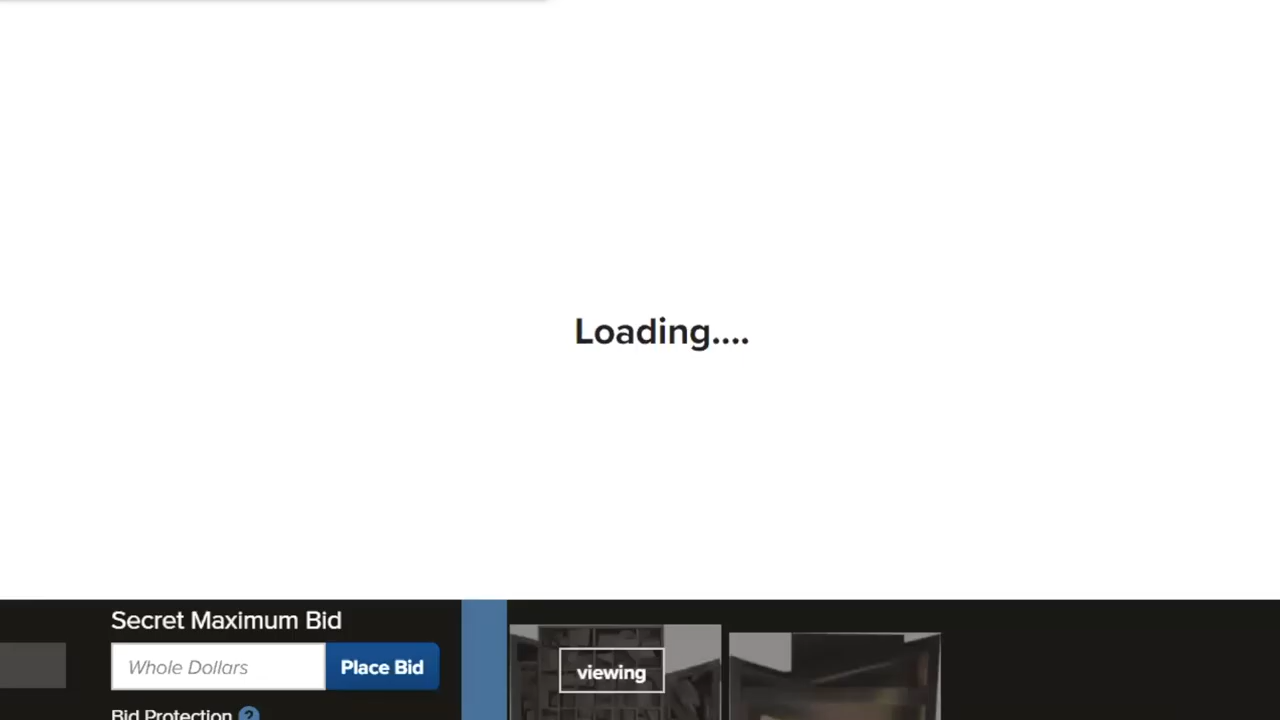 Loading....
Secret Maximum Bid
Whole Dollars
Place Bid
viewing
Bid Protection ?